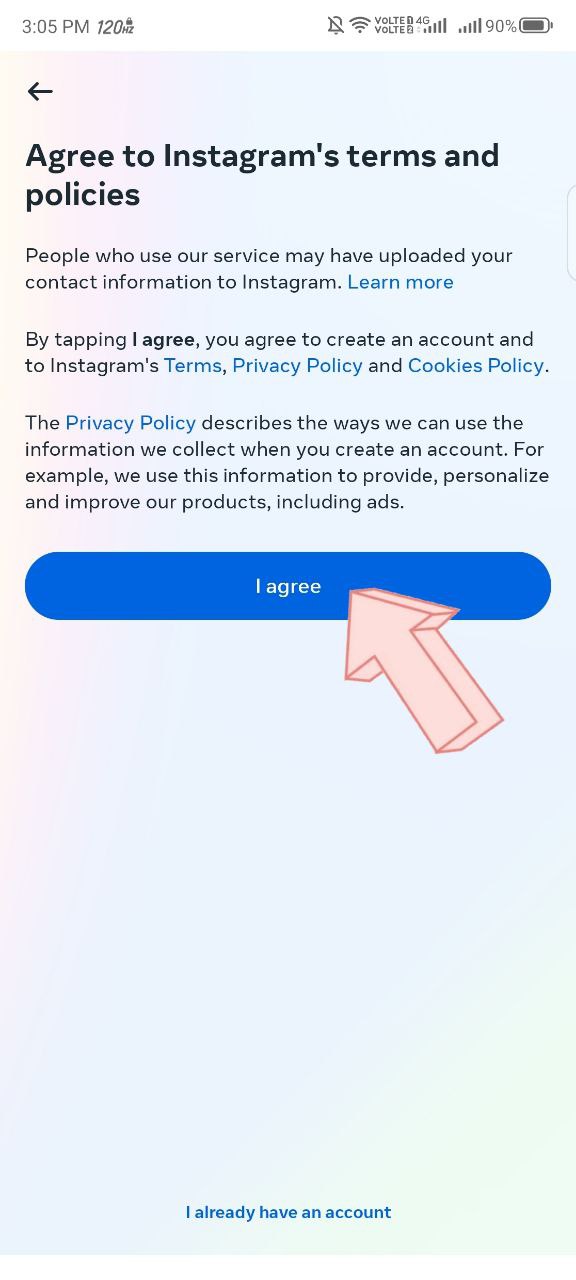 3:05 PM 120HZ
VOLTE 1 4G
VOLTE 2
90%
Agree to Instagram's terms and
policies
People who use our service may have uploaded your
contact information to Instagram. Learn more
By tapping I agree, you agree to create an account and
to Instagram's Terms, Privacy Policy and Cookies Policy.
The Privacy Policy describes the ways we can use the
information we collect when you create an account. For
example, we use this information to provide, personalize
and improve our products, including ads.
I agree
I already have an account